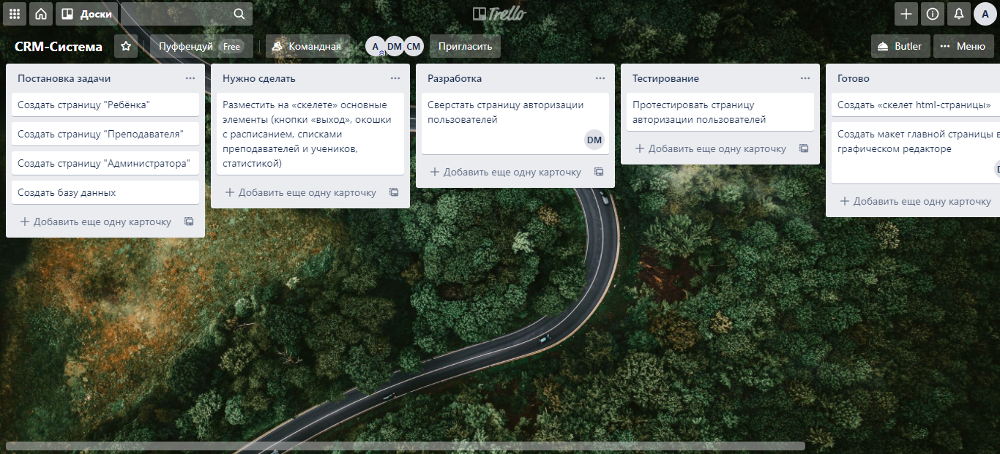 Доски
Trello
A
CRM-Система
Пуффендуй Free
Командная
A DM CM
Пригласить
Butler
Меню
Постановка задачи
Создать страницу "Ребёнка"
Создать страницу "Преподавателя"
Создать страницу "Администратора"
Создать базу данных
Добавить еще одну карточку
Нужно сделать
Разместить на «скелете» основные
элементы (кнопки «выход», окошки
с расписанием, списками
преподавателей и учеников,
статистикой)
Добавить еще одну карточку
Разработка
Сверстать страницу авторизации
пользователей
DM
Добавить еще одну карточку
Тестирование
Протестировать страницу
авторизации пользователей
Добавить еще одну карточку
Готово
Создать «скелет html-страницы»
Создать макет главной страницы в
графическом редакторе
Добавить еще одну карточку